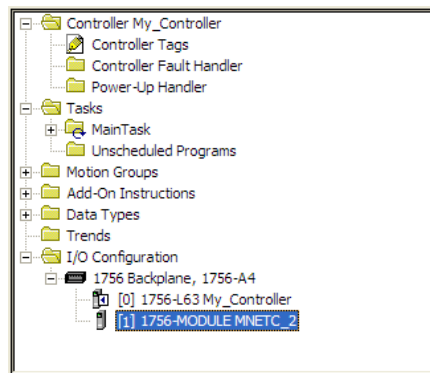 Controller My_Controller
Controller Tags
Controller Fault Handler
Power-Up Handler
Tasks
MainTask
Unscheduled Programs
Motion Groups
Add-On Instructions
Data Types
Trends
I/O Configuration
1756 Backplane, 1756-A4
[0] 1756-L63 My_Controller
[1] 1756-MODULE MNETC_2